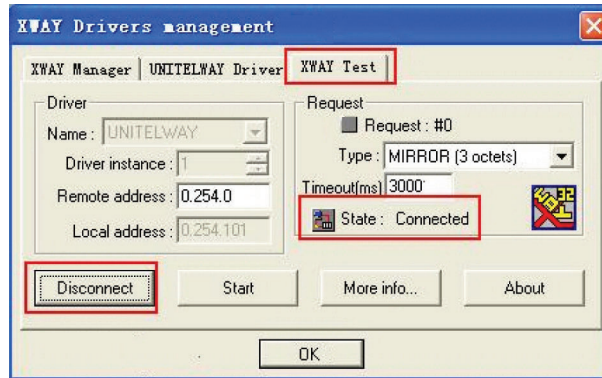 XWAY Drivers management
XWAY Manager UNITELWAY Driver XWAY Test
Driver
Name : UNITELWAY
Driver instance : 1
Remote address : 0.254.0
Local address : 0.254.101
Request
Request : #0
Type : MIRROR (3 octets)
Timeout(ms) 3000
State : Connected
Disconnect Start More info... About
OK